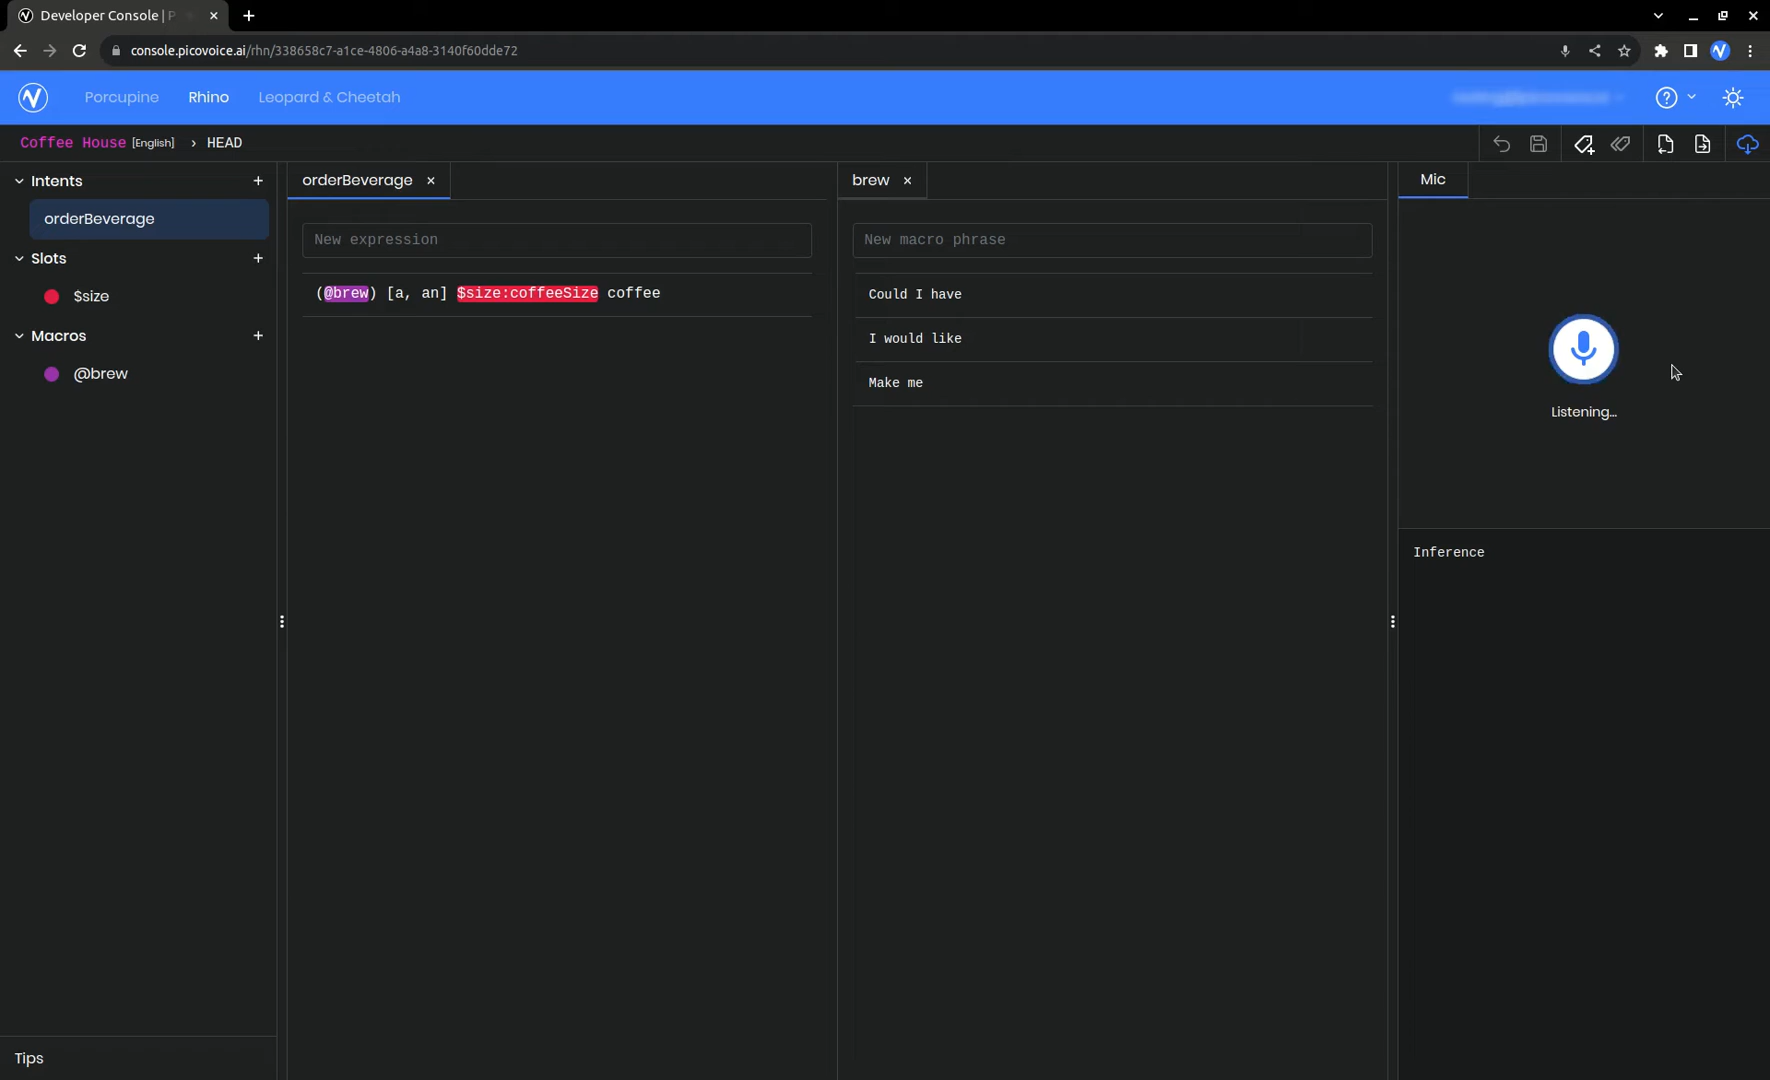 Developer Console | P
console.picovoice.ai/rhn/338658c7-a1ce-4806-a4a8-3140f60dde72
Porcupine Rhino Leopard & Cheetah
Coffee House [English] › HEAD
Intents +
orderBeverage
Slots +
$size
Macros +
@brew
Tips
orderBeverage ×
New expression
(@brew) [a, an] $size:coffeeSize coffee
brew ×
New macro phrase
Could I have
I would like
Make me
Mic
Listening...
Inference